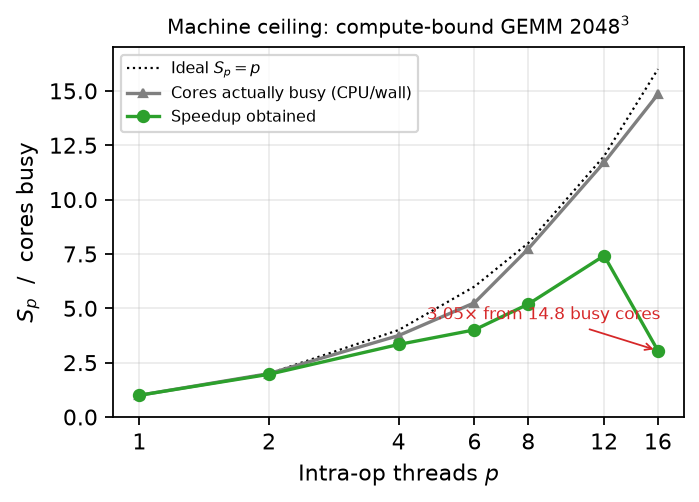 Machine ceiling: compute-bound GEMM 2048³
Ideal Sₚ = p
Cores actually busy (CPU/wall)
Speedup obtained
Sₚ / cores busy
15.0
12.5
10.0
7.5
5.0
2.5
0.0
3.05× from 14.8 busy cores
1 2 4 6 8 12 16
Intra-op threads p